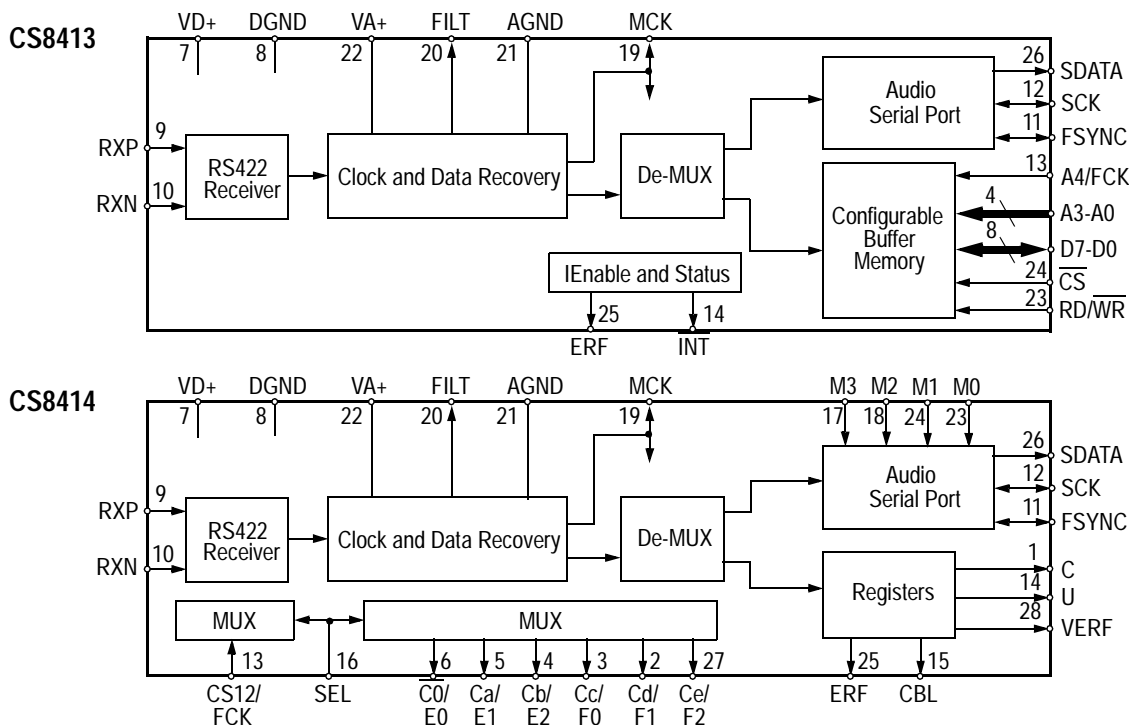 CS8413
VD+ DGND VA+ FILT AGND MCK
7 8 22 20 21 19
RXP 9
RXN 10
RS422
Receiver
Clock and Data Recovery
De-MUX
Audio
Serial Port
26 SDATA
12 SCK
11 FSYNC
Configurable
Buffer
Memory
13 A4/FCK
4 A3-A0
8 D7-D0
24 C̅S̅
23 RD/W̅R̅
IEnable and Status
25 14
ERF I̅N̅T̅
CS8414
VD+ DGND VA+ FILT AGND MCK M3 M2 M1 M0
7 8 22 20 21 19 17 18 24 23
RXP 9
RXN 10
RS422
Receiver
Clock and Data Recovery
De-MUX
Audio
Serial Port
26 SDATA
12 SCK
11 FSYNC
Registers
1 C
14 U
28 VERF
MUX MUX
13 16 6 5 4 3 2 27 25 15
CS12/ SEL C̅0̅/ Ca/ Cb/ Cc/ Cd/ Ce/ ERF CBL
FCK E0 E1 E2 F0 F1 F2